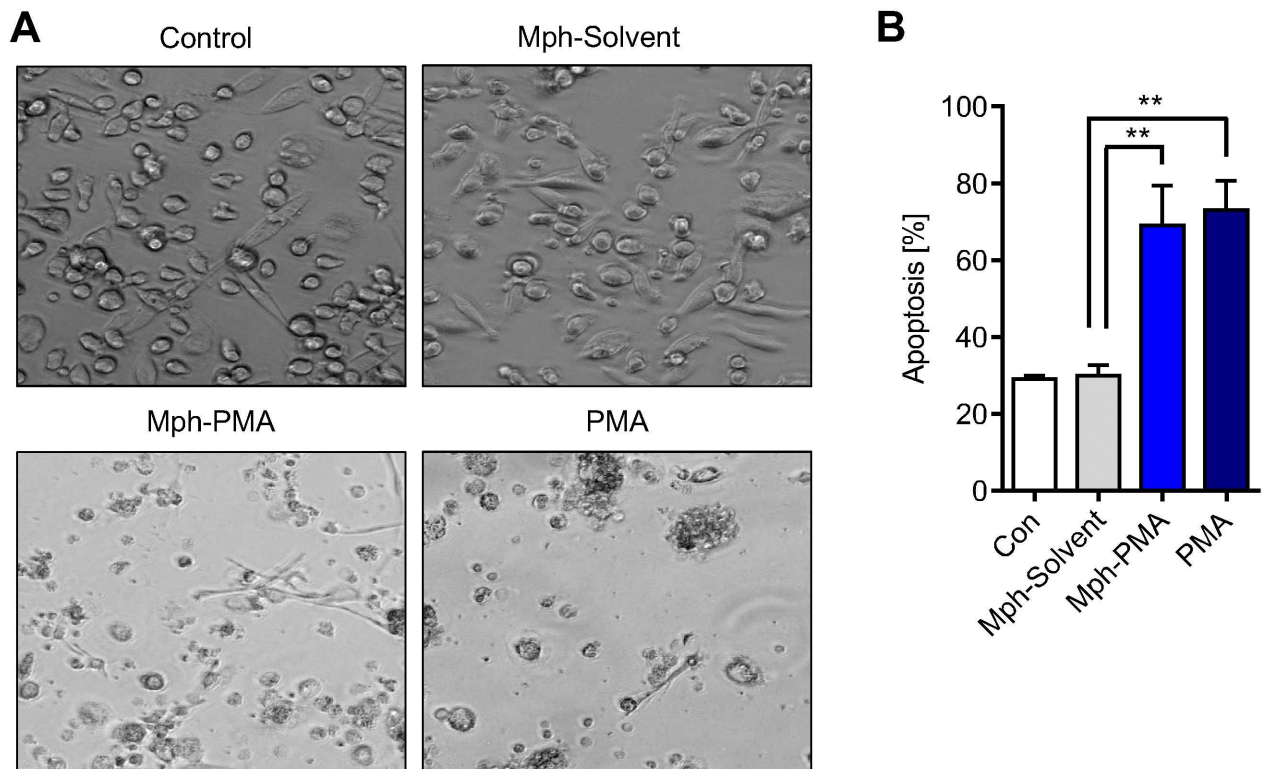 A
Control
Mph-Solvent
Mph-PMA
PMA
B
**
**
100
80
60
40
20
0
Apoptosis [%]
Con
Mph-Solvent
Mph-PMA
PMA